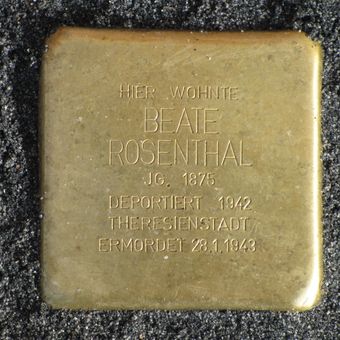 HIER WOHNTE
BEATE
ROSENTHAL
JG. 1875
DEPORTIERT 1942
THERESIENSTADT
ERMORDET 28.1.1943